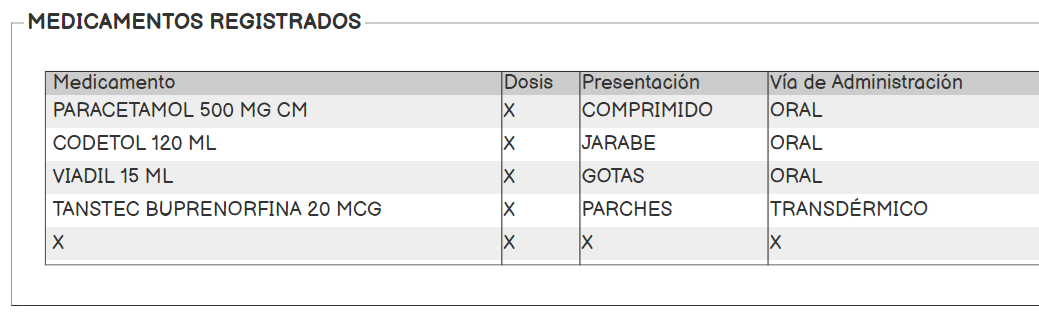 MEDICAMENTOS REGISTRADOS
Medicamento Dosis Presentación Vía de Administración
PARACETAMOL 500 MG CM X COMPRIMIDO ORAL
CODETOL 120 ML X JARABE ORAL
VIADIL 15 ML X GOTAS ORAL
TANSTEC BUPRENORFINA 20 MCG X PARCHES TRANSDÉRMICO
X X X X